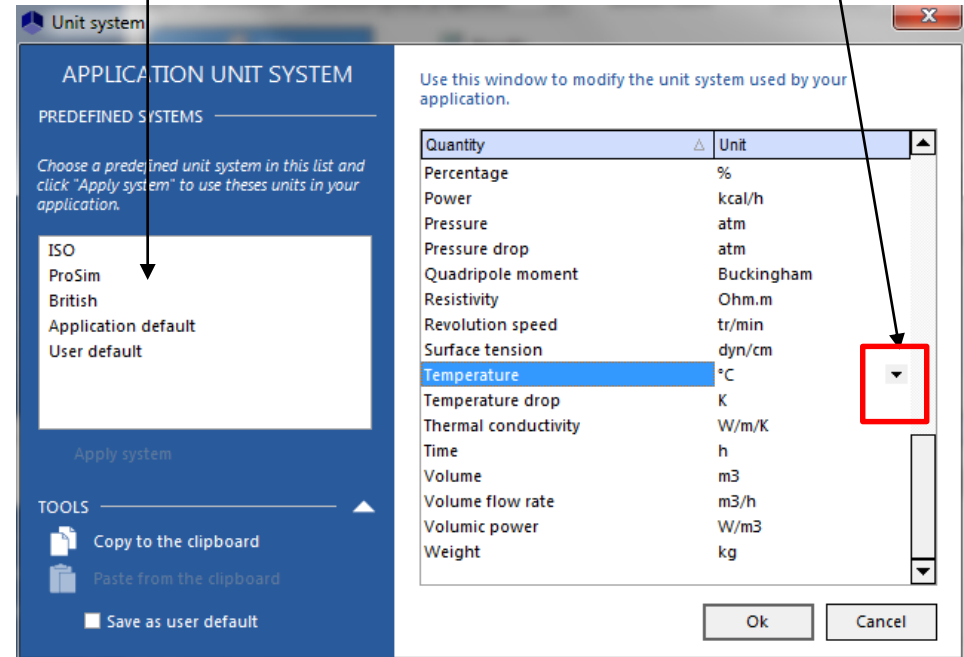 Unit system
APPLICATION UNIT SYSTEM
PREDEFINED SYSTEMS
Choose a predefined unit system in this list and
click "Apply system" to use theses units in your
application.
ISO
ProSim
British
Application default
User default
Apply system
TOOLS
Copy to the clipboard
Paste from the clipboard
Save as user default
Use this window to modify the unit system used by your
application.
Quantity Unit
Percentage %
Power kcal/h
Pressure atm
Pressure drop atm
Quadripole moment Buckingham
Resistivity Ohm.m
Revolution speed tr/min
Surface tension dyn/cm
Temperature °C
Temperature drop K
Thermal conductivity W/m/K
Time h
Volume m3
Volume flow rate m3/h
Volumic power W/m3
Weight kg
Ok Cancel